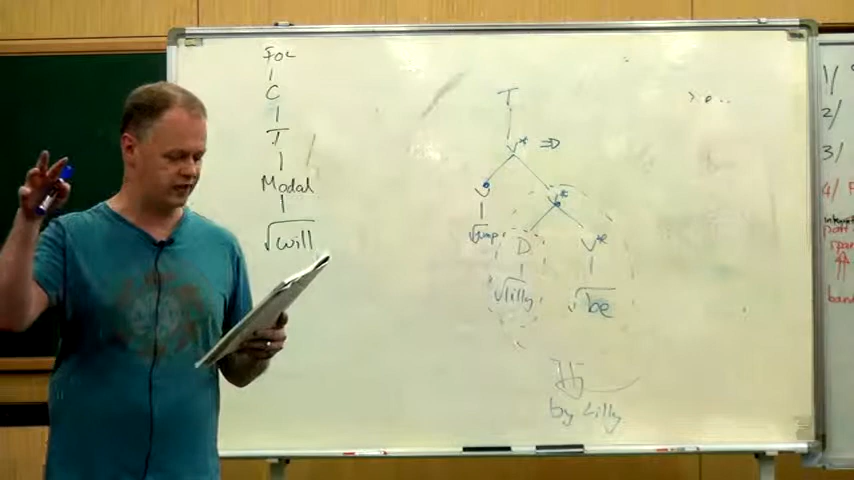 Foc
C
T
Modal
√will
T
v*
v
v*
√jump
D
v*
√lilly
√be
by Lilly
1/
2/
3/
4/